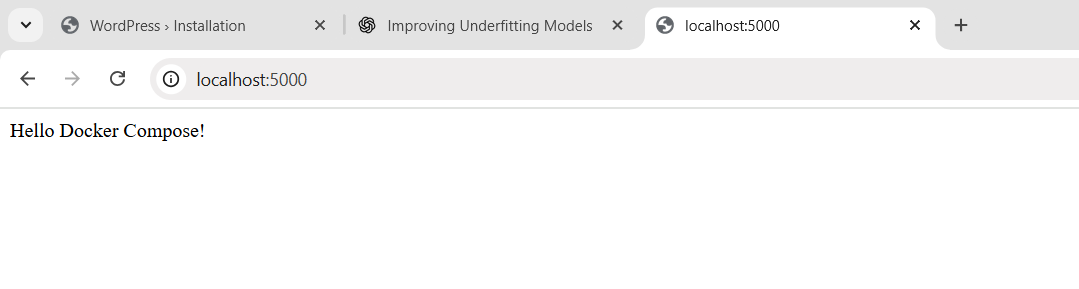 WordPress › Installation
Improving Underfitting Models
localhost:5000
localhost:5000
Hello Docker Compose!